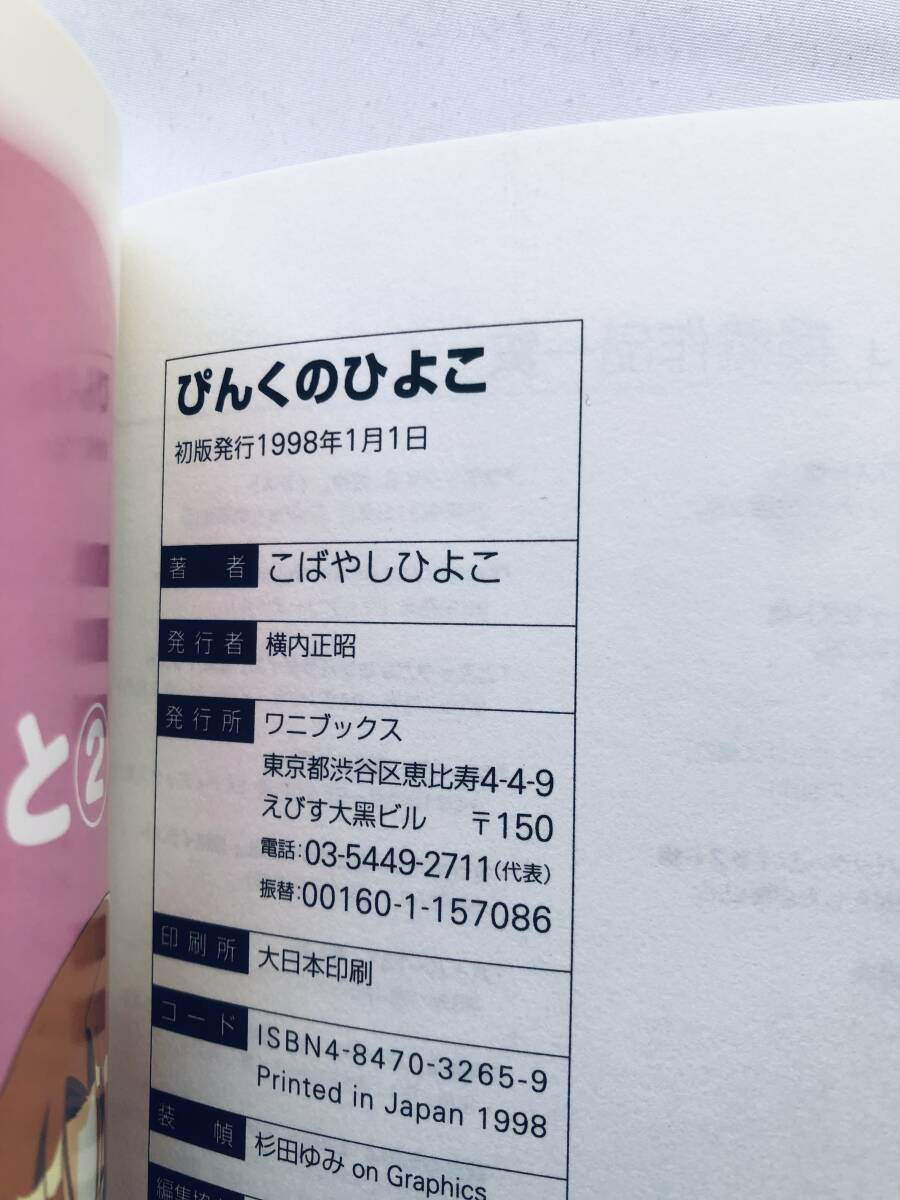 ぴんくのひよこ
初版発行1998年1月1日
著　者 こばやしひよこ
発行者 横内正昭
発行所 ワニブックス
東京都渋谷区恵比寿4-4-9
えびす大黒ビル 〒150
電話:03-5449-2711(代表)
振替:00160-1-157086
印刷所 大日本印刷
コード ISBN4-8470-3265-9
Printed in Japan 1998
装　幀 杉田ゆみ on Graphics
編集協
と②